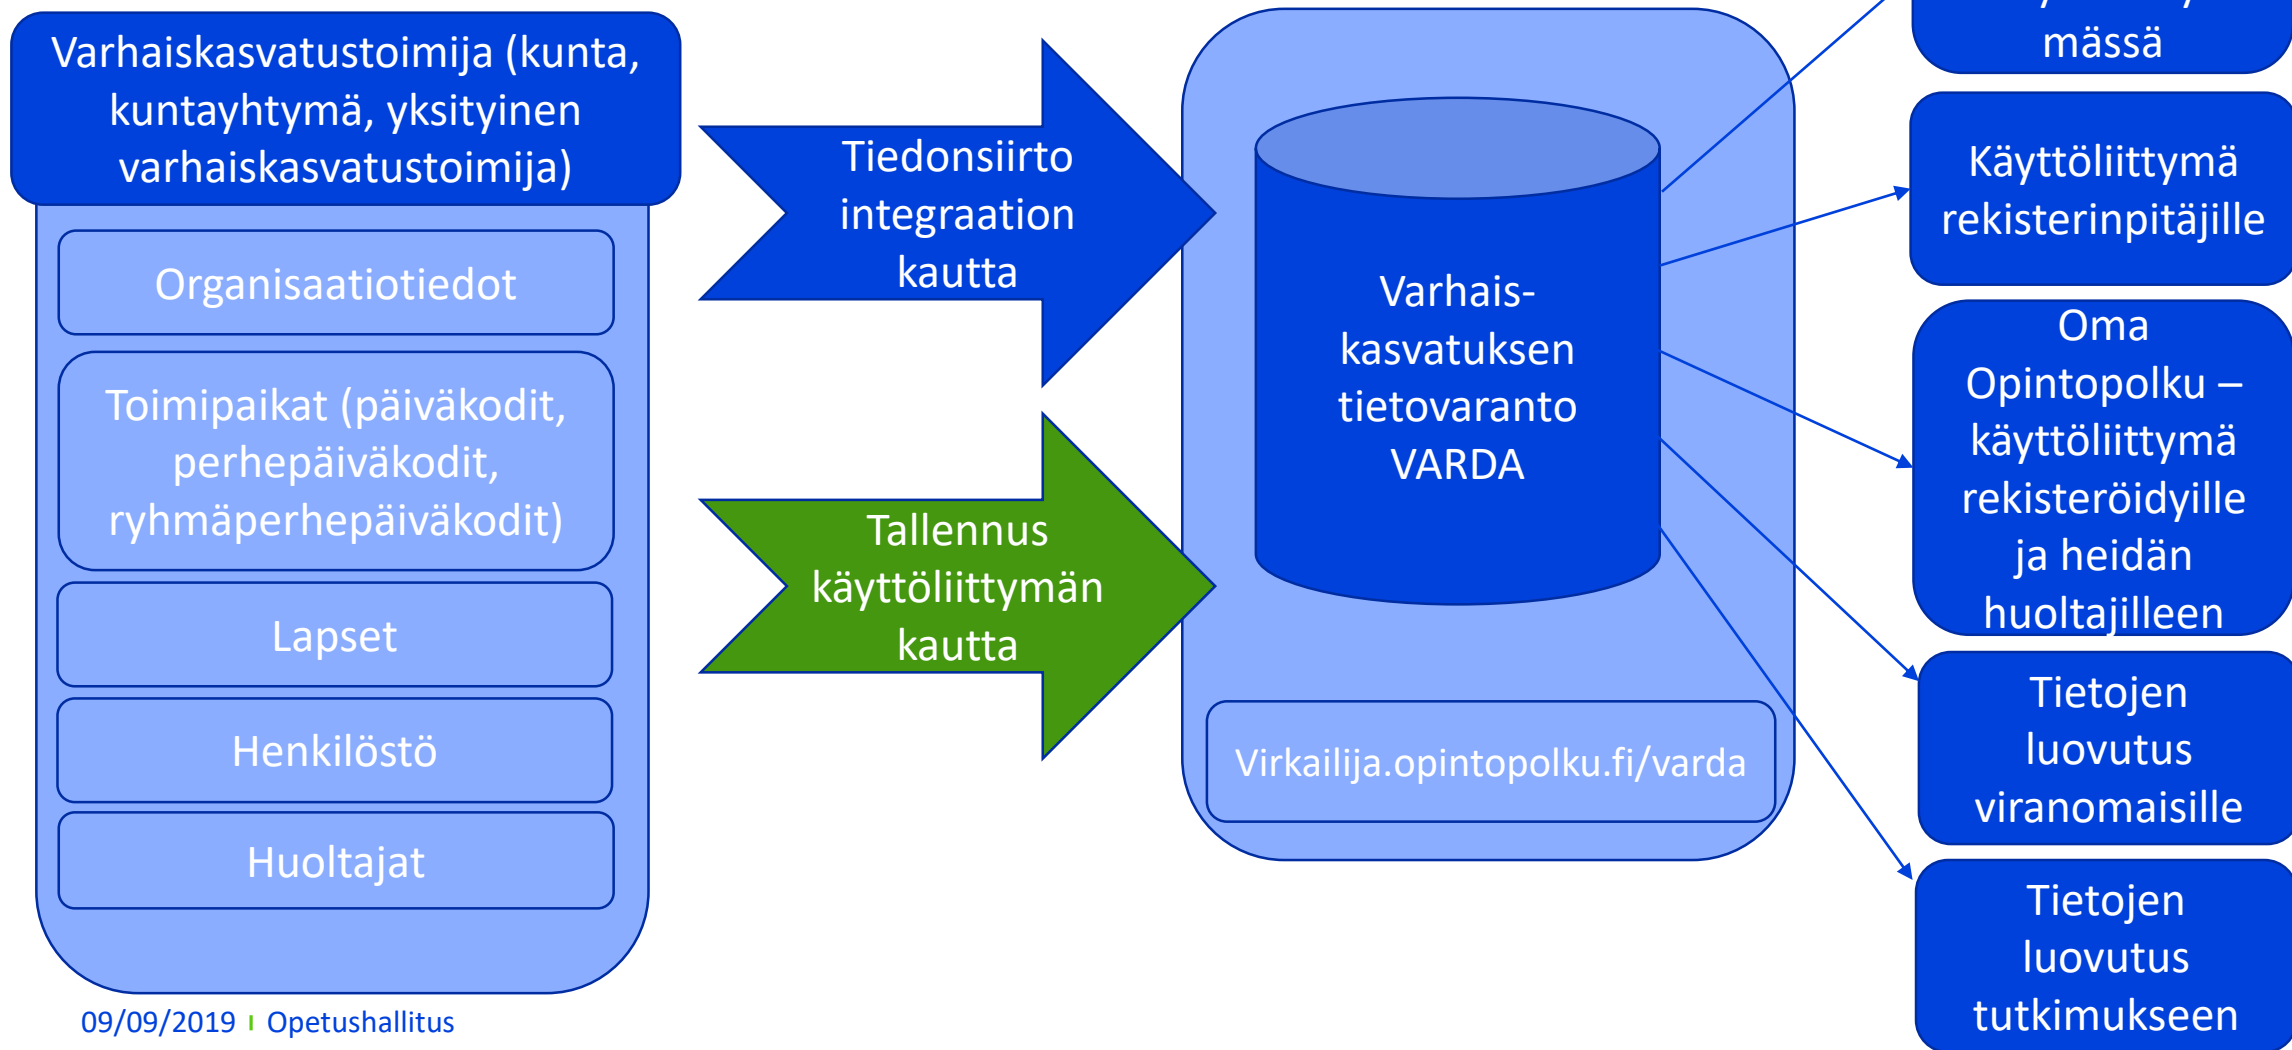 Varhaiskasvatustoimija (kunta,
kuntayhtymä, yksityinen
varhaiskasvatustoimija)
Organisaatiotiedot
Toimipaikat (päiväkodit,
perhepäiväkodit,
ryhmäperhepäiväkodit)
Lapset
Henkilöstö
Huoltajat
Tiedonsiirto
integraation
kautta
Tallennus
käyttöliittymän
kautta
Varhais-
kasvatuksen
tietovaranto
VARDA
Virkailija.opintopolku.fi/varda
mässä
Käyttöliittymä
rekisterinpitäjille
Oma
Opintopolku –
käyttöliittymä
rekisteröidyille
ja heidän
huoltajilleen
Tietojen
luovutus
viranomaisille
Tietojen
luovutus
tutkimukseen
09/09/2019 Opetushallitus